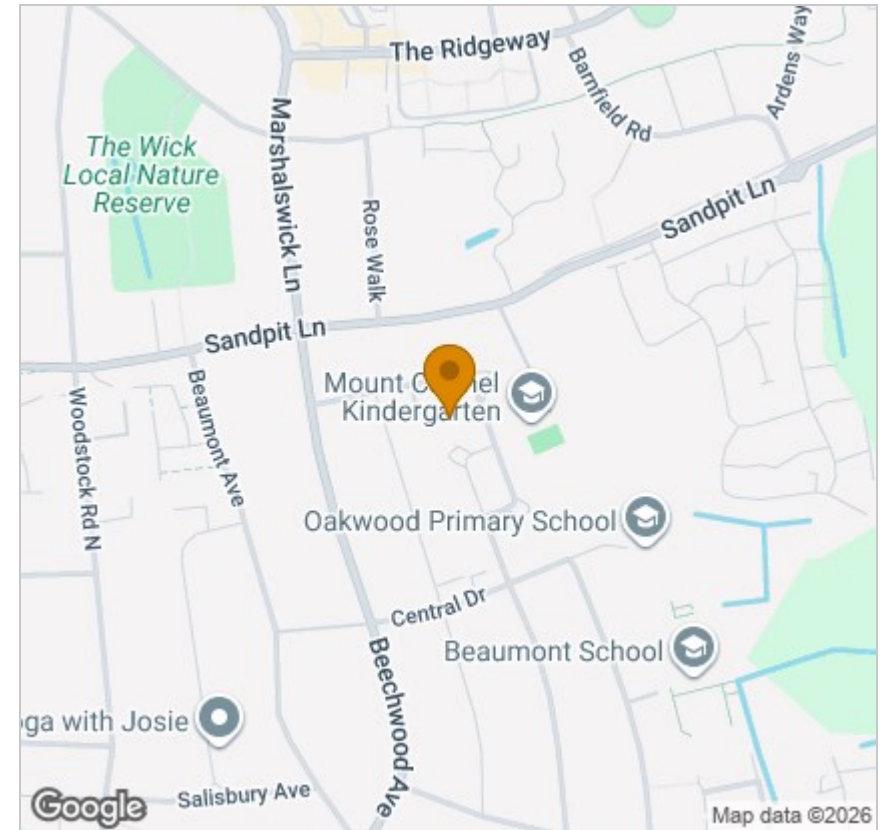 The Ridgeway
Ardens Way
Barnfield Rd
The Wick
Local Nature
Reserve
Marshalswick Ln
Rose Walk
Sandpit Ln
Sandpit Ln
Mount
Kindergarten
Woodstock Rd N
Beaumont Ave
Oakwood Primary School
Central Dr
Beaumont School
Beechwood Ave
oga with Josie
Salisbury Ave
Google
Map data ©2026